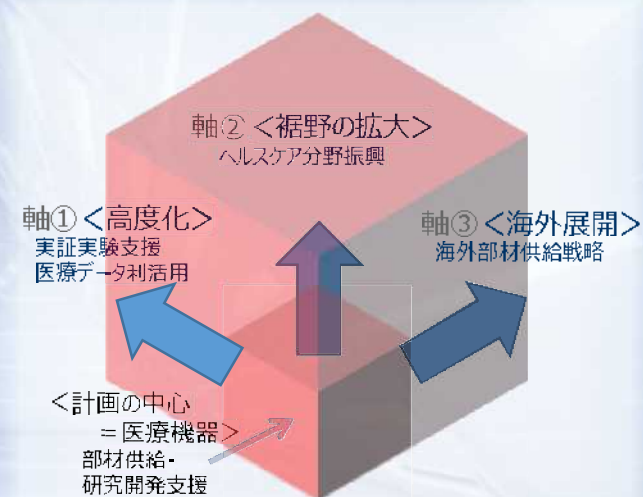 軸② <裾野の拡大>
ヘルスケア分野振興
軸① <高度化>
実証実験支援
医療データ利活用
軸③ <海外展開>
海外部材供給戦略
<計画の中心
=医療機器>
部材供給-
研究開発支援